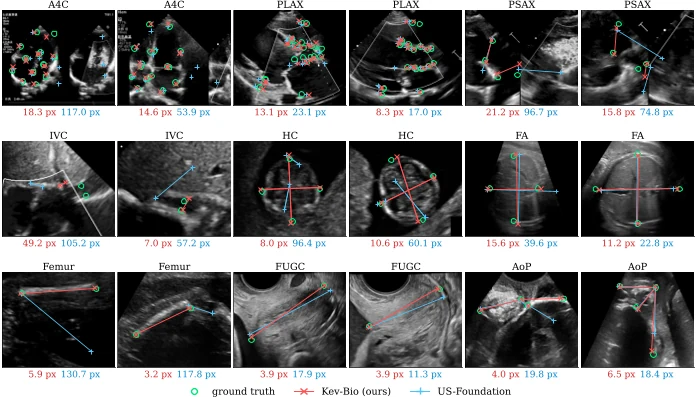 A4C A4C PLAX PLAX PSAX PSAX
18.3 px 117.0 px 14.6 px 53.9 px 13.1 px 23.1 px 8.3 px 17.0 px 21.2 px 96.7 px 15.8 px 74.8 px
IVC IVC HC HC FA FA
49.2 px 105.2 px 7.0 px 57.2 px 8.0 px 96.4 px 10.6 px 60.1 px 15.6 px 39.6 px 11.2 px 22.8 px
Femur Femur FUGC FUGC AoP AoP
5.9 px 130.7 px 3.2 px 117.8 px 3.9 px 17.9 px 3.9 px 11.3 px 4.0 px 19.8 px 6.5 px 18.4 px
ground truth Kev-Bio (ours) US-Foundation